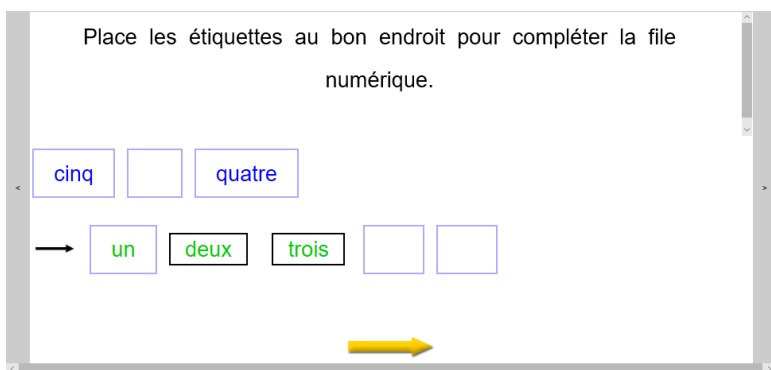 Place les étiquettes au bon endroit pour compléter la file
numérique.
cinq quatre
un deux trois